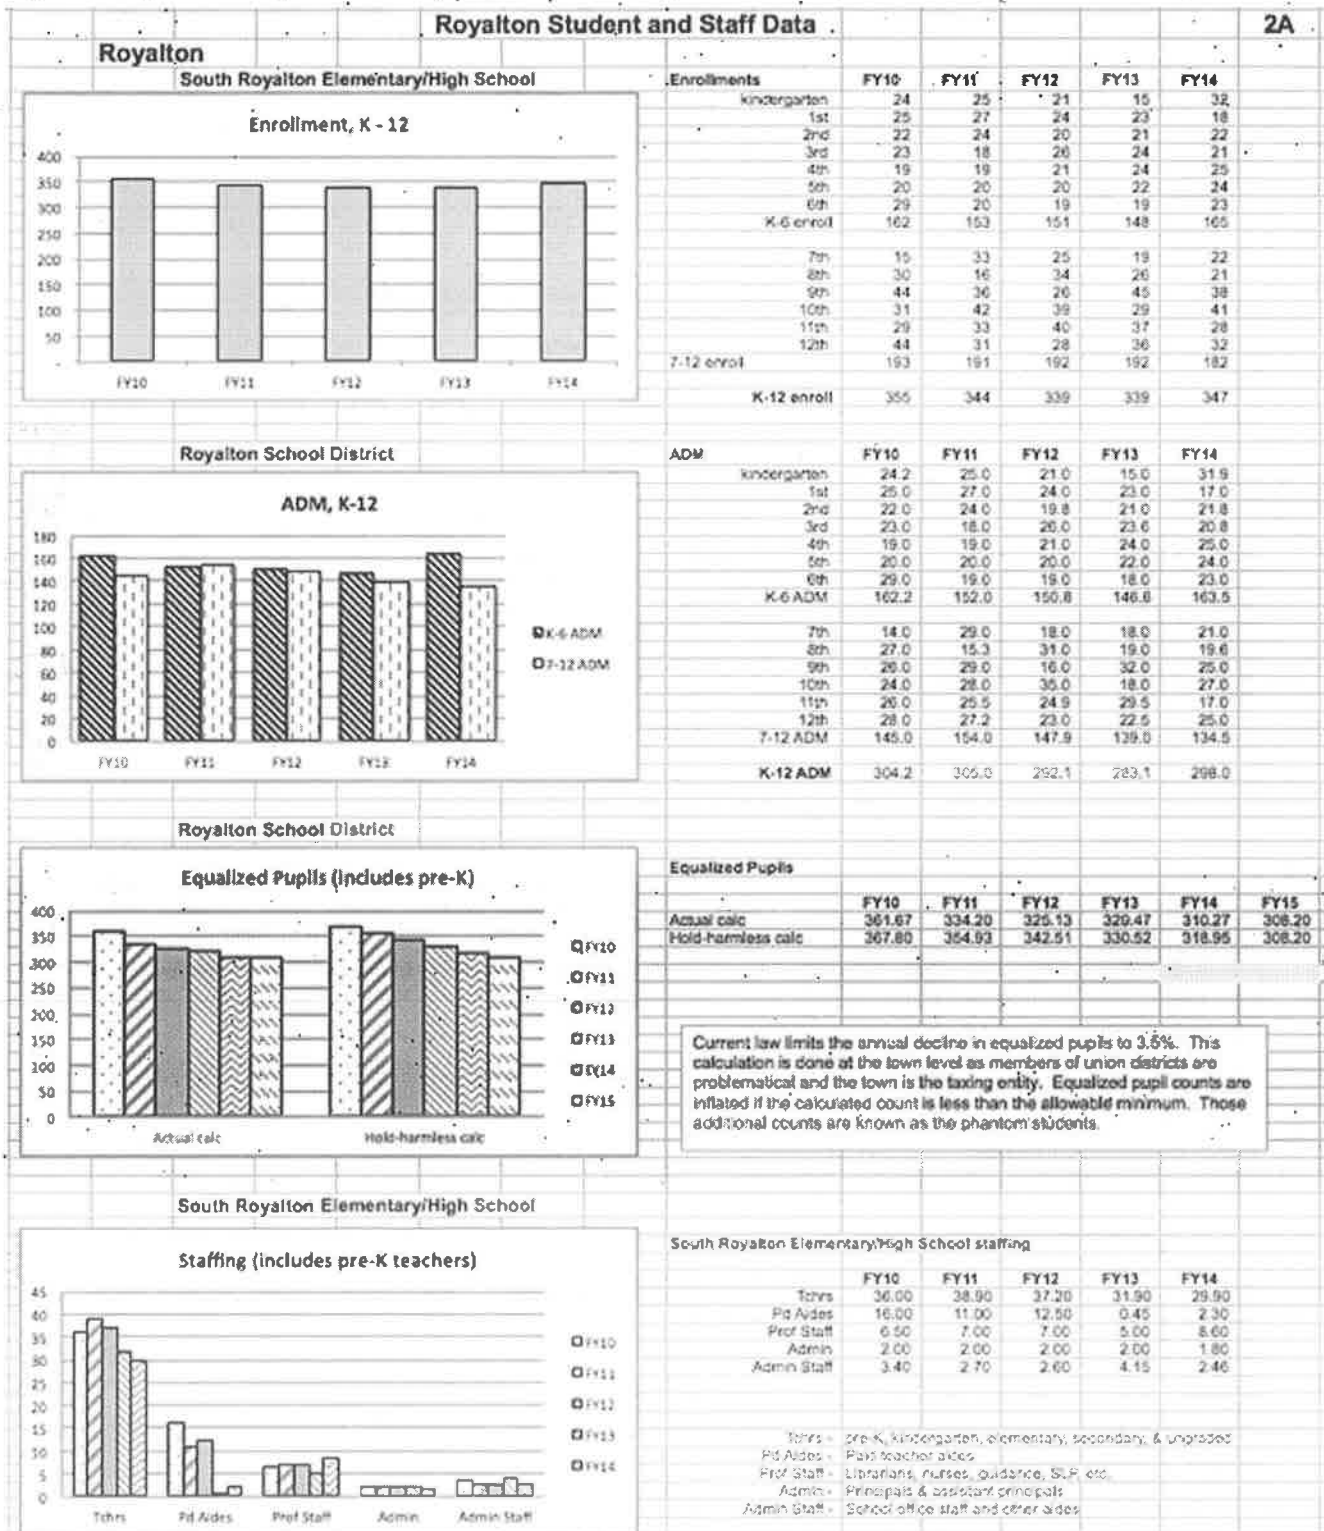 Royalton Student and Staff Data 2A
Royalton
South Royalton Elementary/High School
Enrollment, K - 12
400
350
300
250
200
150
100
50
-
FY10 FY11 FY12 FY13 FY14
Enrollments FY10 FY11 FY12 FY13 FY14
kindergarten 24 25 21 15 32
1st 25 27 24 23 18
2nd 22 24 20 21 22
3rd 23 18 26 24 21
4th 19 19 21 24 25
5th 20 20 20 22 24
6th 29 20 19 19 23
K-6 enroll 162 153 151 148 165
7th 15 33 25 19 22
8th 30 16 34 26 21
9th 44 36 26 45 38
10th 31 42 39 29 41
11th 29 33 40 37 28
12th 44 31 28 36 32
7-12 enroll 193 191 192 192 182
K-12 enroll 355 344 339 339 347
Royalton School District
ADM, K-12
180
160
140
120
100
80
60
40
20
0
FY10 FY11 FY12 FY13 FY14
K-6 ADM
7-12 ADM
ADM FY10 FY11 FY12 FY13 FY14
kindergarten 24.2 25.0 21.0 15.0 31.9
1st 25.0 27.0 24.0 23.0 17.0
2nd 22.0 24.0 19.8 21.0 21.8
3rd 23.0 18.0 26.0 23.6 20.8
4th 19.0 19.0 21.0 24.0 25.0
5th 20.0 20.0 20.0 22.0 24.0
6th 29.0 19.0 19.0 18.0 23.0
K-6 ADM 162.2 152.0 150.8 146.6 163.5
7th 14.0 29.0 18.0 18.0 21.0
8th 27.0 15.3 31.0 19.0 19.6
9th 26.0 29.0 16.0 32.0 25.0
10th 24.0 28.0 35.0 18.0 27.0
11th 26.0 25.5 24.9 29.5 17.0
12th 28.0 27.2 23.0 22.5 25.0
7-12 ADM 145.0 154.0 147.9 139.0 134.5
K-12 ADM 304.2 305.0 292.1 283.1 298.0
Royalton School District
Equalized Pupils (includes pre-K)
400
350
300
250
200
150
100
50
0
Actual calc Hold-harmless calc
FY10
FY11
FY12
FY13
FY14
FY15
Equalized Pupils
FY10 FY11 FY12 FY13 FY14 FY15
Actual calc 361.67 334.20 325.13 329.47 310.27 308.20
Hold-harmless calc 367.80 354.93 342.51 330.52 318.95 308.20
Current law limits the annual decline in equalized pupils to 3.5%. This
calculation is done at the town level as members of union districts are
problematical and the town is the taxing entity. Equalized pupil counts are
inflated if the calculated count is less than the allowable minimum. Those
additional counts are known as the phantom students.
South Royalton Elementary/High School
Staffing (includes pre-K teachers)
45
40
35
30
25
20
15
10
5
0
Tchrs Pd Aides Prof Staff Admin Admin Staff
FY10
FY11
FY12
FY13
FY14
South Royalton Elementary/High School staffing
FY10 FY11 FY12 FY13 FY14
Tchrs 36.00 38.90 37.20 31.90 29.90
Pd Aides 16.00 11.00 12.50 0.45 2.30
Prof Staff 6.50 7.00 7.00 5.00 8.60
Admin 2.00 2.00 2.00 2.00 1.80
Admin Staff 3.40 2.70 2.60 4.15 2.46
Tchrs - pre-K, kindergarten, elementary, secondary, & ungraded
Pd Aides - Paid teacher aides
Prof Staff - Librarians, nurses, guidance, SLP, etc.
Admin - Principals & assistant principals
Admin Staff - School office staff and other aides